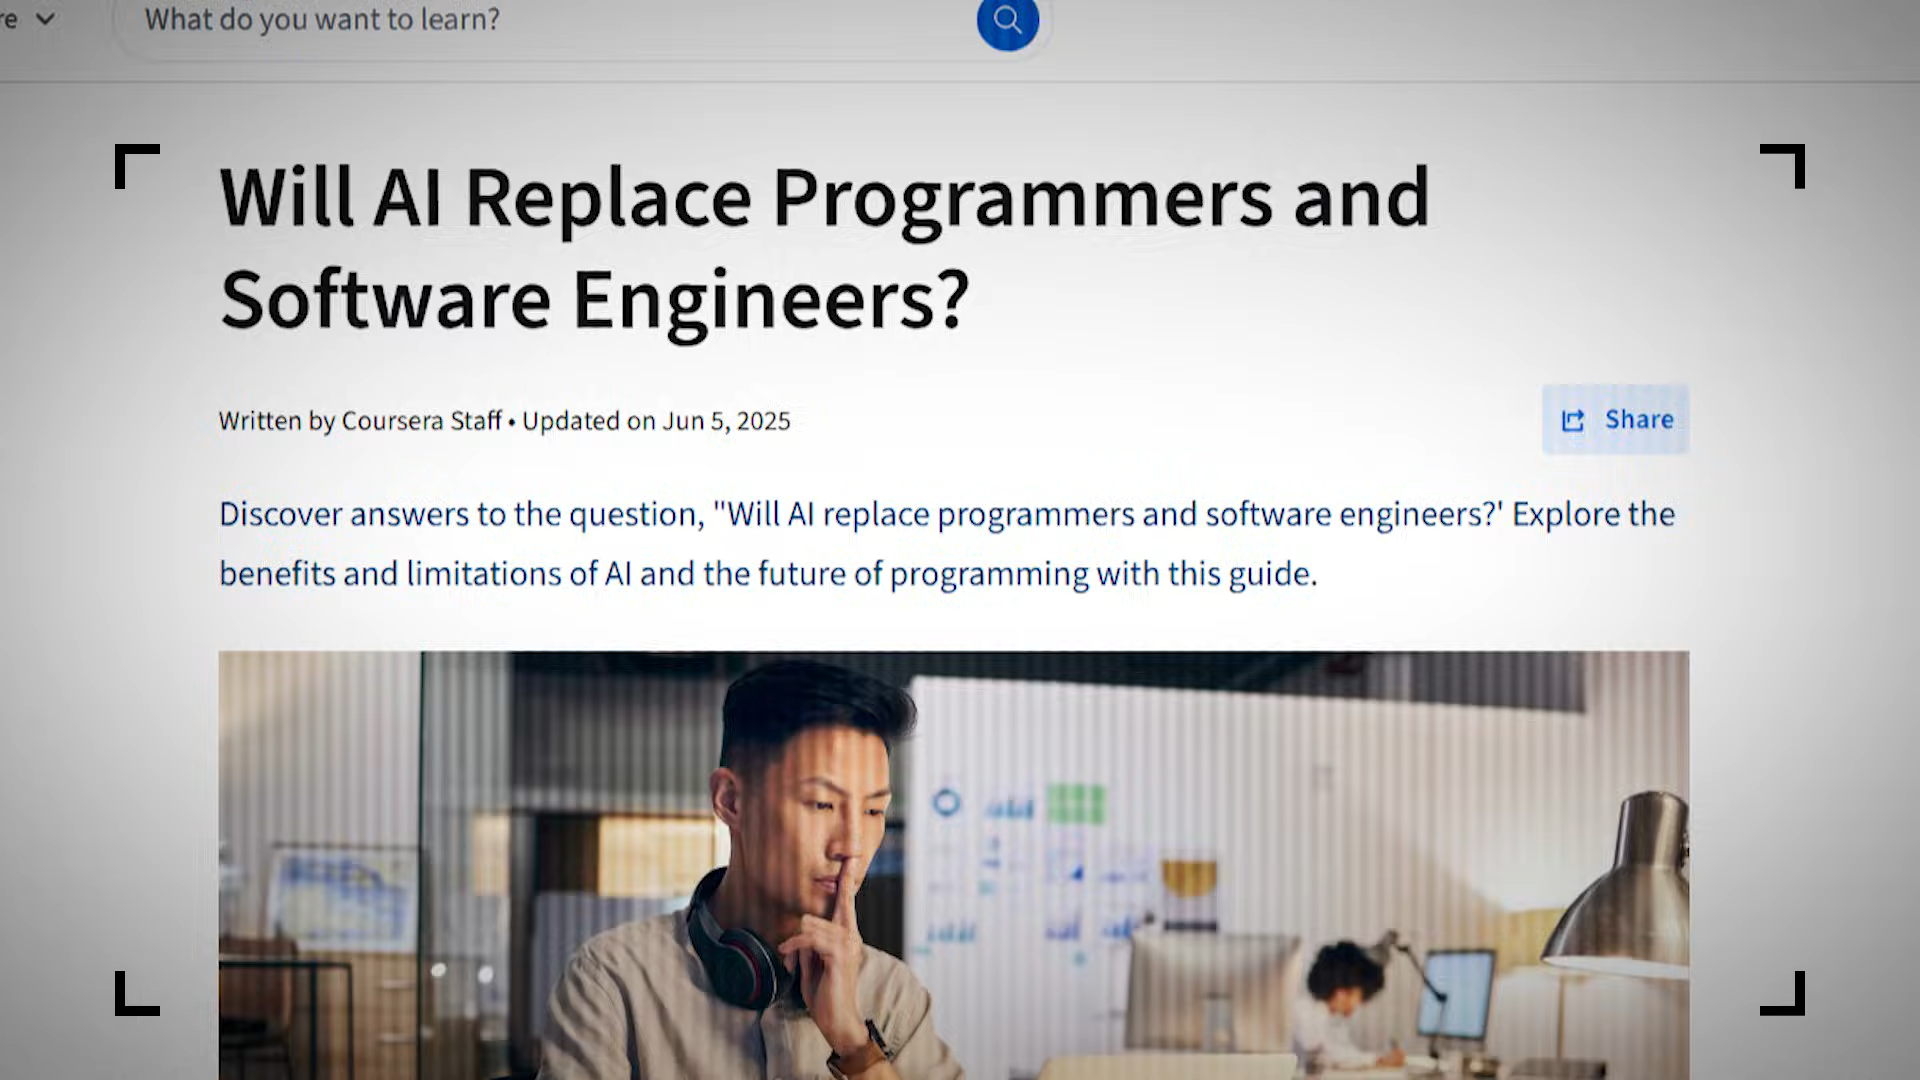 re
What do you want to learn?
Will AI Replace Programmers and
Software Engineers?
Written by Coursera Staff • Updated on Jun 5, 2025
Share
Discover answers to the question, "Will AI replace programmers and software engineers?' Explore the
benefits and limitations of AI and the future of programming with this guide.